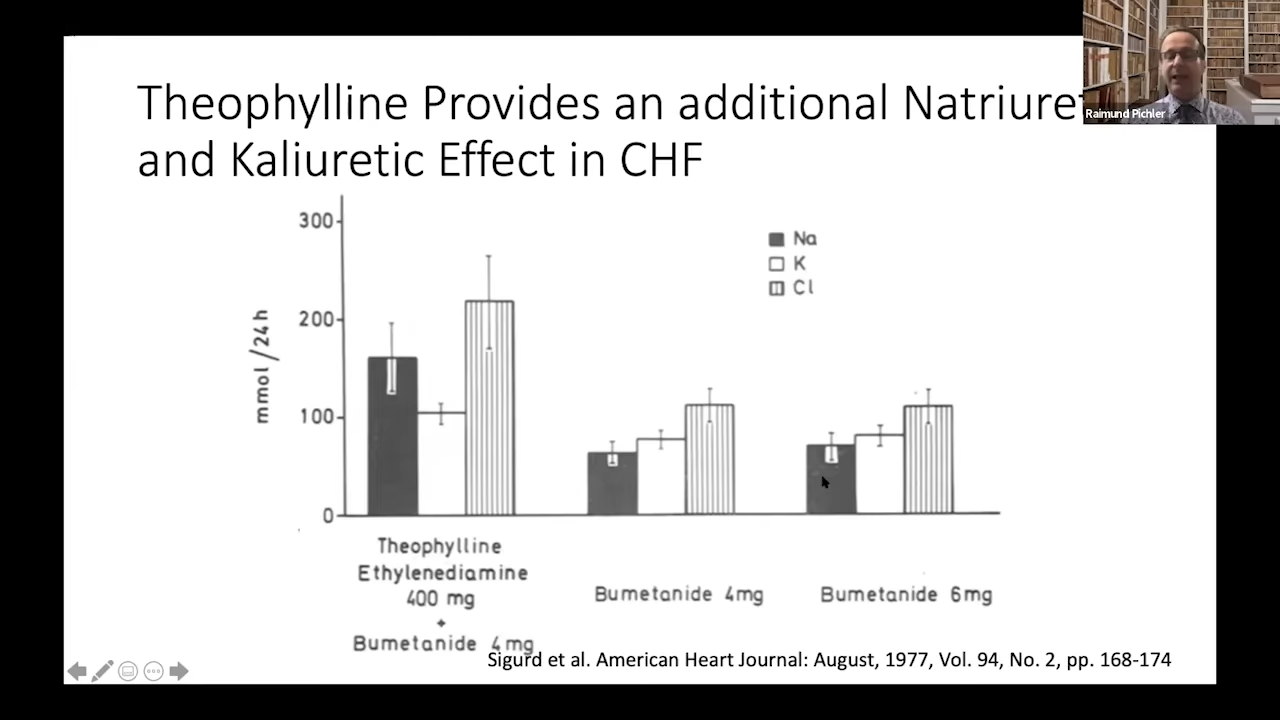 Theophylline Provides an additional Natriuret
and Kaliuretic Effect in CHF
Raimund Pichler
300
200
100
0
mmol/24h
Na
K
Cl
Theophylline
Ethylenediamine
400 mg
+
Bumetanide 4mg
Bumetanide 4mg
Bumetanide 6mg
Sigurd et al. American Heart Journal: August, 1977, Vol. 94, No. 2, pp. 168-174